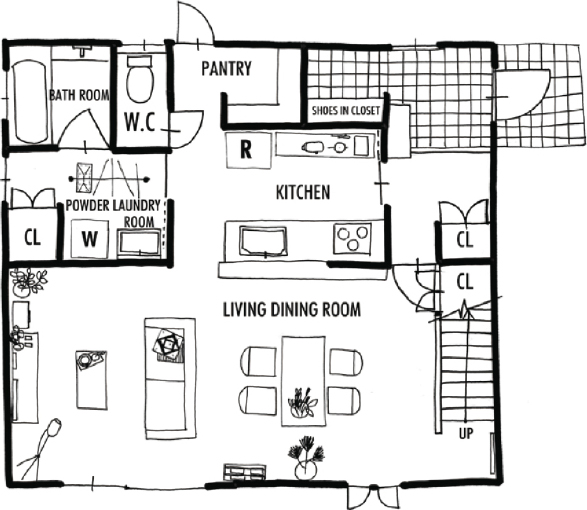 PANTRY
BATH ROOM
W.C
SHOES IN CLOSET
R
KITCHEN
POWDER LAUNDRY
ROOM
CL
W
CL
CL
LIVING DINING ROOM
UP